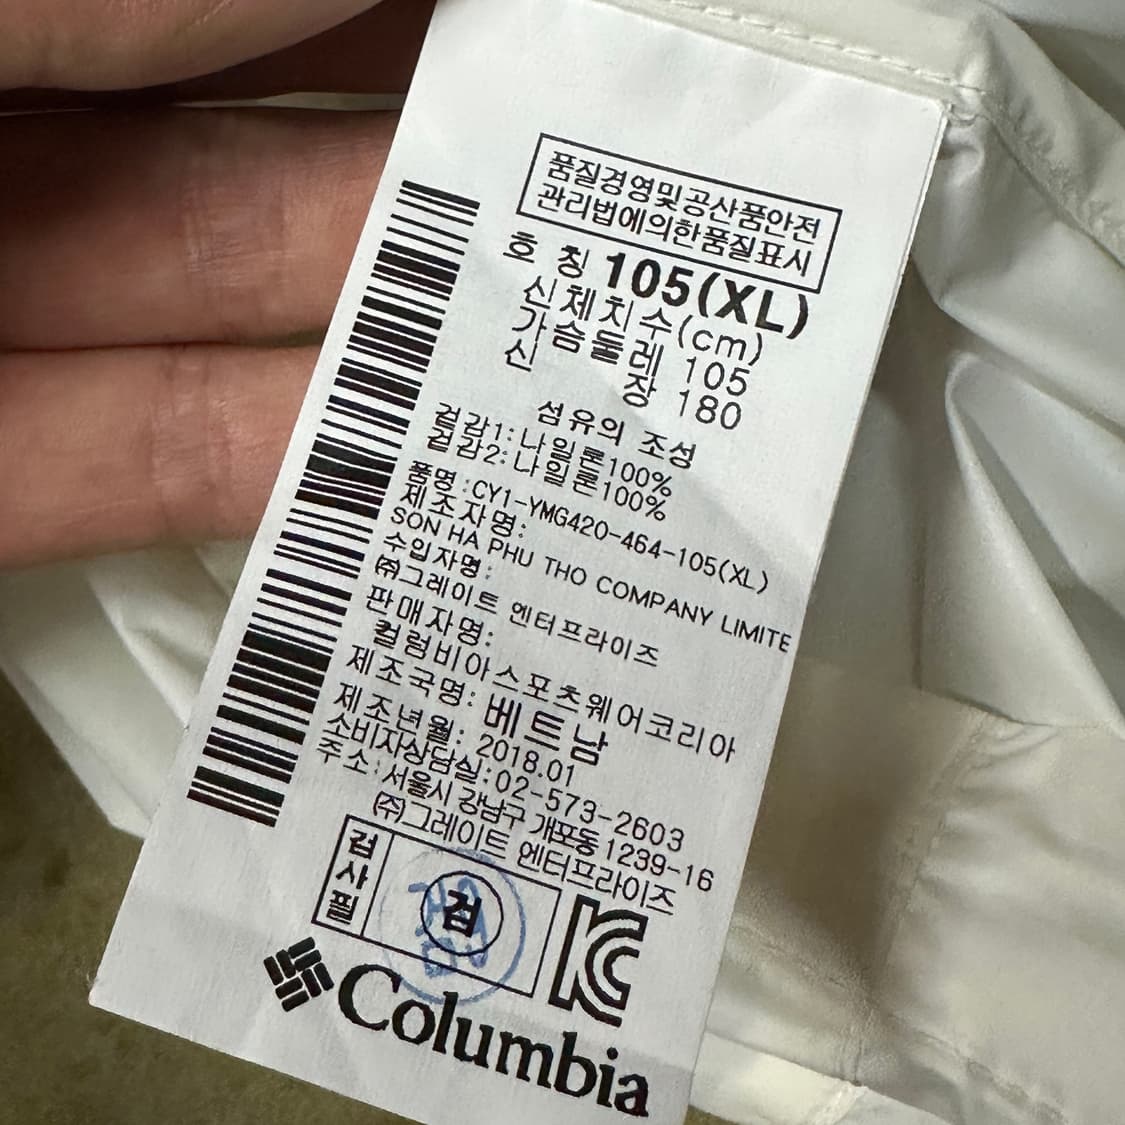 품질경영및공산품안전
관리법에의한품질표시
호 칭 105(XL)
신체치수(cm)
가슴둘레 105
신 장 180
섬유의 조성
겉감1:나일론100%
겉감2:나일론100%
품명:CY1-YMG420-464-105(XL)
제조자명:
SON HA PHU THO COMPANY LIMITE
수입자명:
㈜그레이트 엔터프라이즈
판매자명:
컬럼비아스포츠웨어코리아
제조국명:베트남
제조년월:2018.01
소비자상담실:02-573-2603
주소:서울시 강남구 개포동 1239-16
㈜그레이트 엔터프라이즈
검사필
검
KC
Columbia